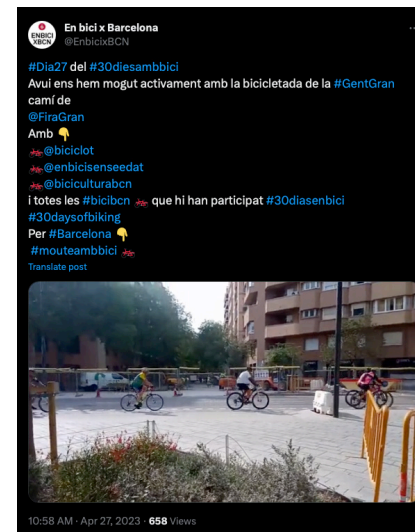 En bici x Barcelona
ENBICI
XBCN
@EnbicixBCN
#Dia27 del #30diesambbici
Avui ens hem mogut activament amb la bicicletada de la #GentGran
camí de
@FiraGran
Amb 👇
🚲@biciclot
🚲@enbicisenseedat
🚲@biciculturabcn
i totes les #bicibcn 🚲 que hi han participat #30diasenbici
#30daysofbiking
Per #Barcelona 👇
#mouteambbici 🚲
Translate post
10:58 AM · Apr 27, 2023 · 658 Views